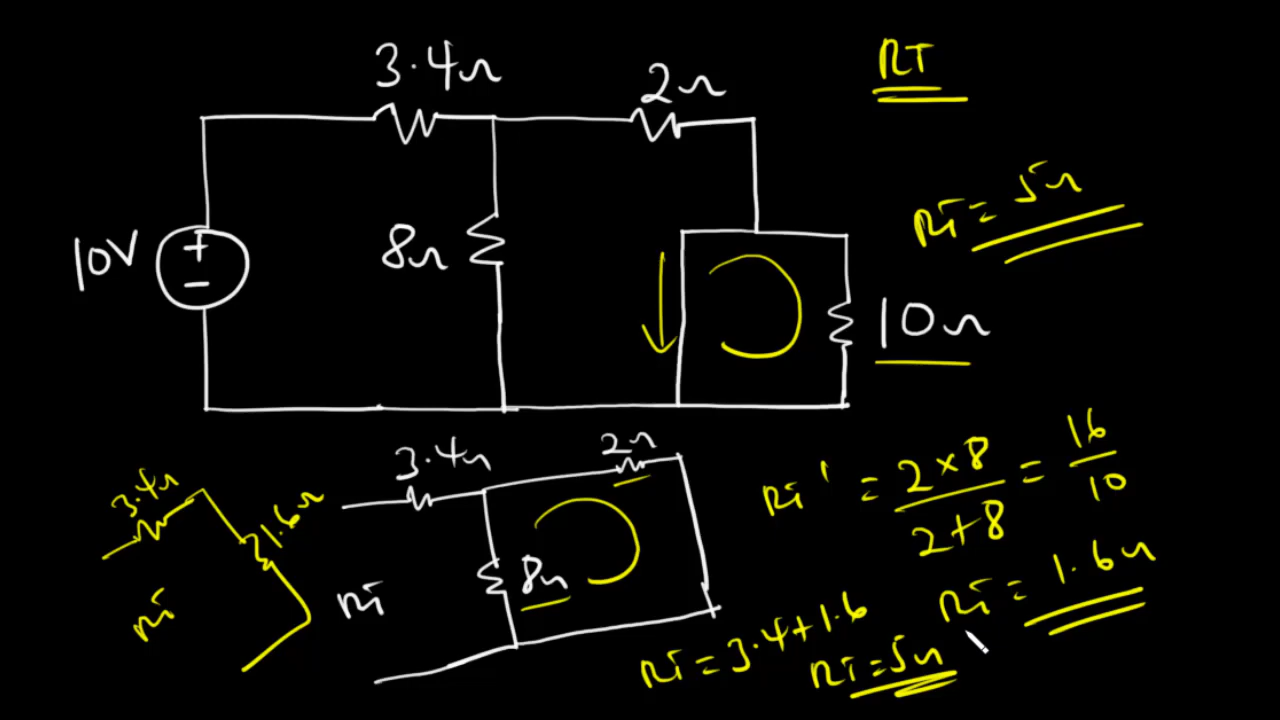 3.4Ω
2Ω
RT
10V
+
-
8Ω
RT = 5Ω
10Ω
3.4Ω
1.6Ω
RT
3.4Ω
2Ω
8Ω
RT
RT' = 2×8 / 2+8 = 16 / 10
RT = 1.6Ω
RT = 3.4+1.6
RT = 5Ω